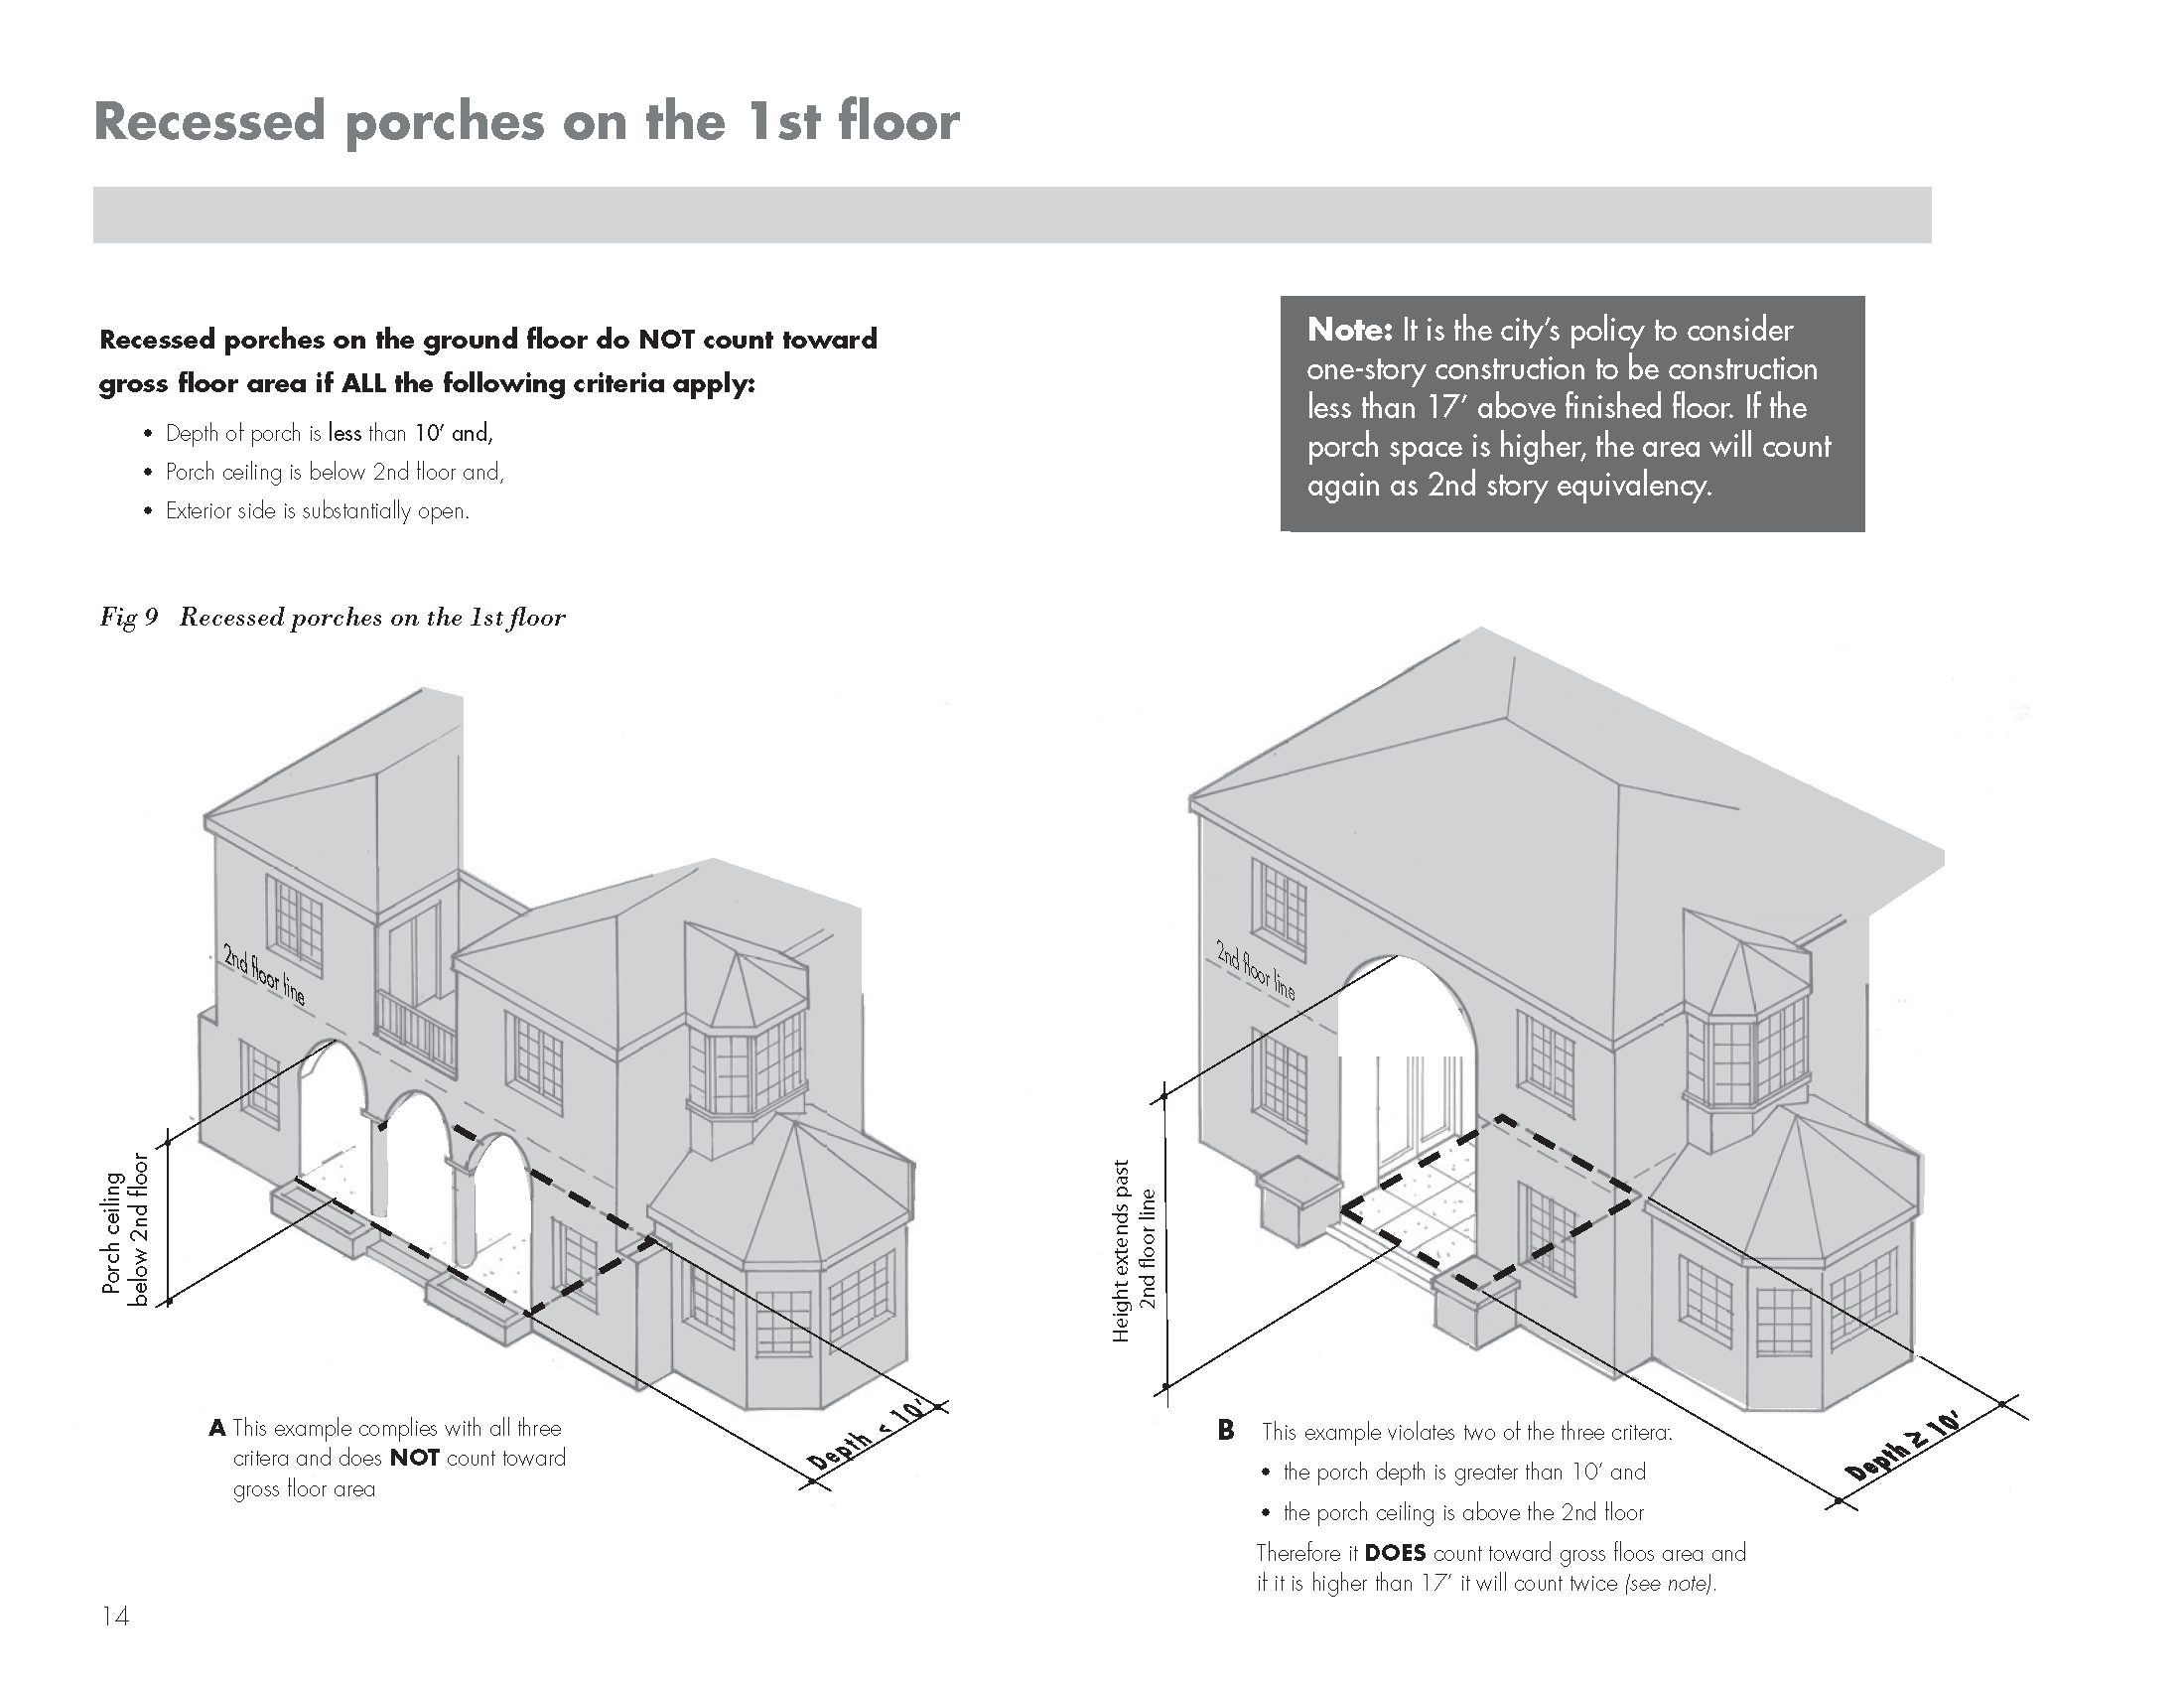 Recessed porches on the 1st floor
Recessed porches on the ground floor do NOT count toward
gross floor area if ALL the following criteria apply:
• Depth of porch is less than 10’ and,
• Porch ceiling is below 2nd floor and,
• Exterior side is substantially open.
Note: It is the city’s policy to consider
one-story construction to be construction
less than 17’ above finished floor. If the
porch space is higher, the area will count
again as 2nd story equivalency.
Fig 9 Recessed porches on the 1st floor
2nd floor line
Porch ceiling
below 2nd floor
Depth < 10’
A This example complies with all three
critera and does NOT count toward
gross floor area
2nd floor line
Height extends past
2nd floor line
Depth ≥ 10’
B This example violates two of the three critera:
• the porch depth is greater than 10’ and
• the porch ceiling is above the 2nd floor
Therefore it DOES count toward gross floos area and
if it is higher than 17’ it will count twice (see note).
14